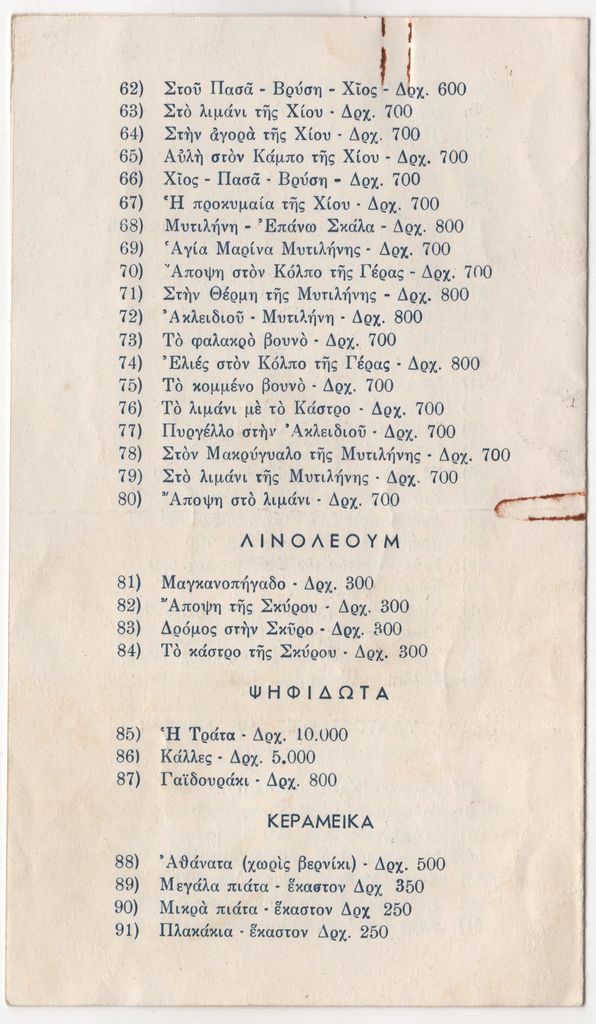 62) Στοῦ Πασᾶ - Βρύση - Χῖος - Δρχ. 600
63) Στὸ λιμάνι τῆς Χίου - Δρχ. 700
64) Στὴν ἀγορὰ τῆς Χίου - Δρχ. 700
65) Αὐλὴ στὸν Κάμπο τῆς Χίου - Δρχ. 700
66) Χῖος - Πασᾶ - Βρύση - Δρχ. 700
67) Ἡ προκυμαία τῆς Χίου - Δρχ. 700
68) Μυτιλήνη - Ἐπάνω Σκάλα - Δρχ. 800
69) Ἁγία Μαρίνα Μυτιλήνης - Δρχ. 700
70) Ἄποψη στὸν Κόλπο τῆς Γέρας - Δρχ. 700
71) Στὴν Θέρμη τῆς Μυτιλήνης - Δρχ. 800
72) Ἀκλειδιοῦ - Μυτιλήνη - Δρχ. 800
73) Τὸ φαλακρὸ βουνὸ - Δρχ. 700
74) Ἐλιές στὸν Κόλπο τῆς Γέρας - Δρχ. 800
75) Τὸ κομμένο βουνὸ - Δρχ. 700
76) Τὸ λιμάνι μὲ τὸ Κάστρο - Δρχ. 700
77) Πυργέλλο στὴν Ἀκλειδιοῦ - Δρχ. 700
78) Στὸν Μακρύγυαλο τῆς Μυτιλήνης - Δρχ. 700
79) Στὸ λιμάνι τῆς Μυτιλήνης - Δρχ. 700
80) Ἄποψη στὸ λιμάνι - Δρχ. 700
ΛΙΝΟΛΕΟΥΜ
81) Μαγκανοπήγαδο - Δρχ. 300
82) Ἄποψη τῆς Σκύρου - Δρχ. 300
83) Δρόμος στὴν Σκῦρο - Δρχ. 300
84) Τὸ κάστρο τῆς Σκύρου - Δρχ. 300
ΨΗΦΙΔΩΤΑ
85) Ἡ Τράτα - Δρχ. 10.000
86) Κάλλες - Δρχ. 5.000
87) Γαϊδουράκι - Δρχ. 800
ΚΕΡΑΜΕΙΚΑ
88) Ἀθάνατα (χωρὶς βερνίκι) - Δρχ. 500
89) Μεγάλα πιάτα - ἕκαστον Δρχ 350
90) Μικρὰ πιάτα - ἕκαστον Δρχ 250
91) Πλακάκια - ἕκαστον Δρχ. 250